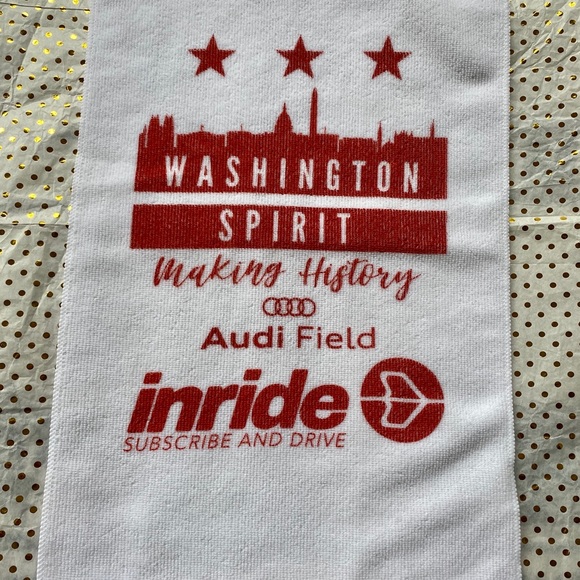 WASHINGTON
SPIRIT
Making History
Audi Field
inride
SUBSCRIBE AND DRIVE